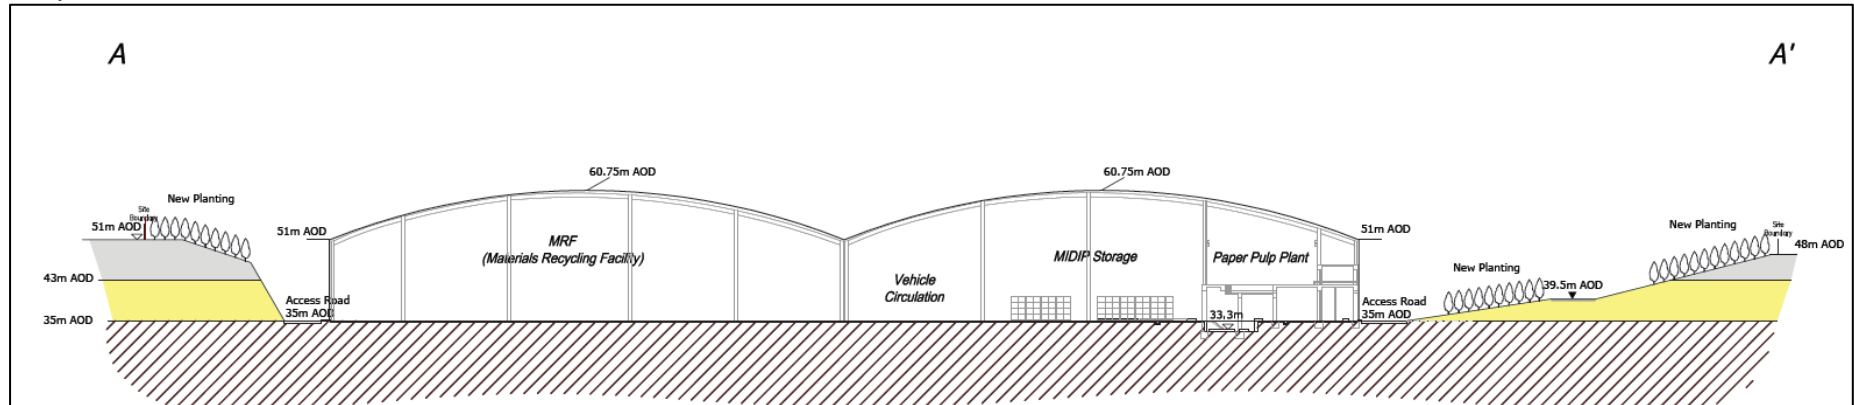 A
A'
60.75m AOD
60.75m AOD
New Planting
Site
Boundary
51m AOD
51m AOD
51m AOD
New Planting
Site
Boundary
48m AOD
MRF
(Materials Recycling Facility)
MIDIP Storage
Paper Pulp Plant
Vehicle
Circulation
New Planting
43m AOD
39.5m AOD
Access Road
35m AOD
35m AOD
33.3m
Access Road
35m AOD